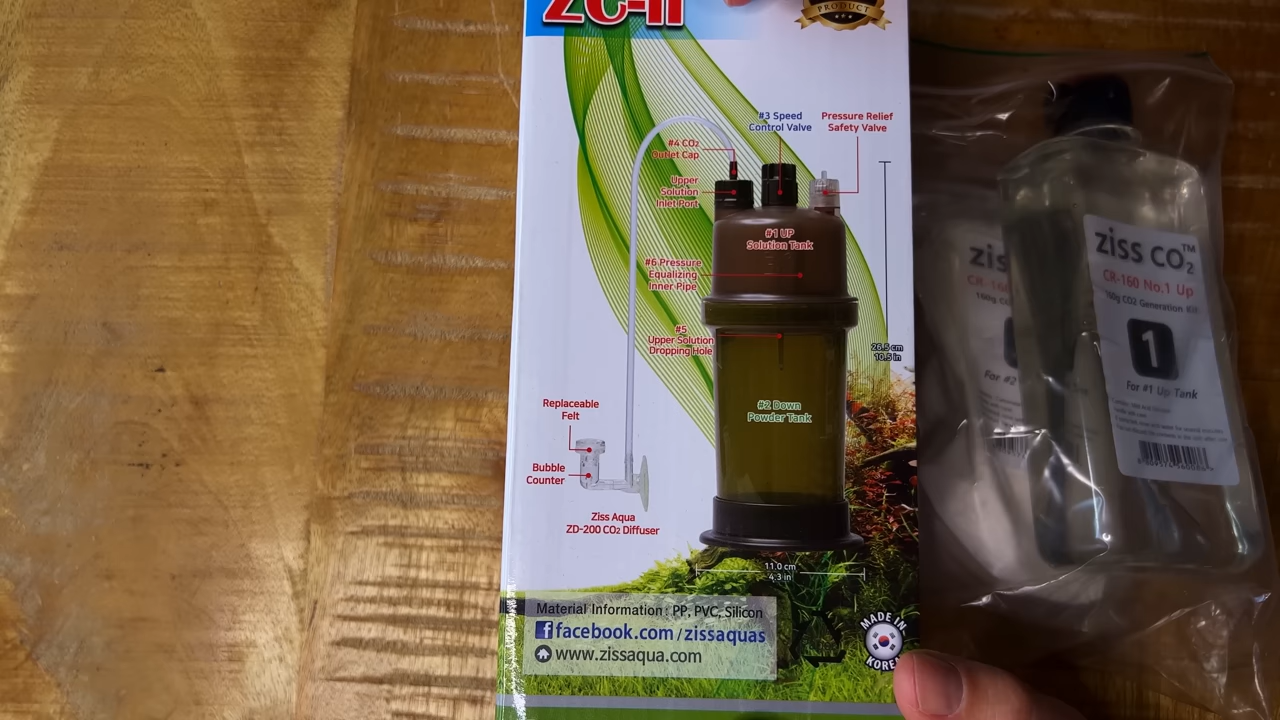 ZC-II
PRODUCT
#3 Speed
Control Valve
Pressure Relief
Safety Valve
#4 CO₂
Outlet Cap
Upper
Solution
Inlet Port
#1 UP
Solution Tank
#6 Pressure
Equalizing
Inner Pipe
#5
Upper Solution
Dropping Hole
26.5 cm
10.5 in
#2 Down
Powder Tank
Replaceable
Felt
Bubble
Counter
Ziss Aqua
ZD-200 CO₂ Diffuser
11.0 cm
4.3 in
Material Information : PP, PVC, Silicon
facebook.com/zissaquas
www.zissaqua.com
MADE IN
KOREA
ziss CO₂™
CR-160 No.1 Up
160g CO2 Generation Kit
1
For #1 Up Tank
zis
CR-160
160g CO
For #2